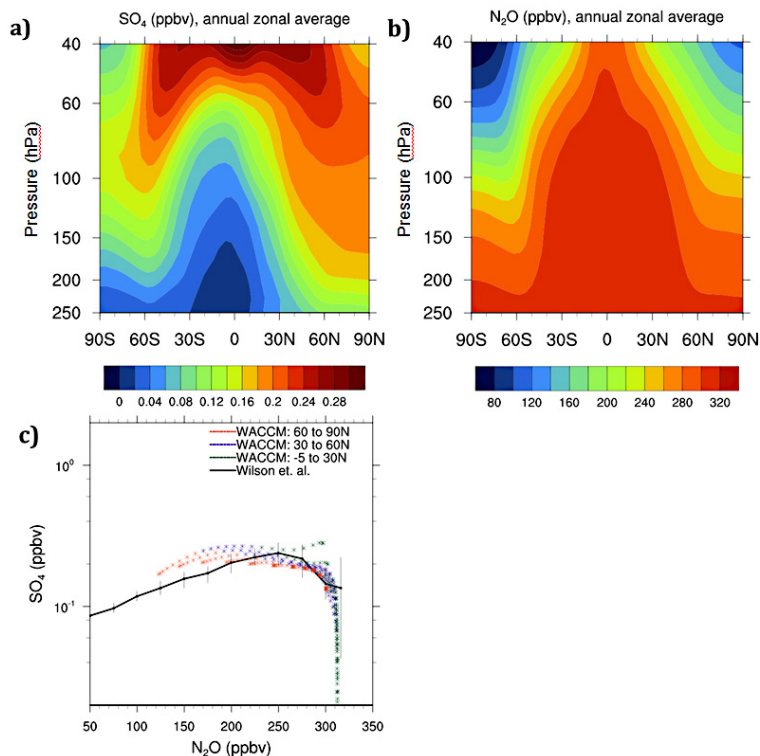 a)
SO₄ (ppbv), annual zonal average
40
60
100
150
200
250
Pressure (hPa)
90S 60S 30S 0 30N 60N 90N
0 0.04 0.08 0.12 0.16 0.2 0.24 0.28
b)
N₂O (ppbv), annual zonal average
40
60
100
150
200
250
Pressure (hPa)
90S 60S 30S 0 30N 60N 90N
80 120 160 200 240 280 320
c)
WACCM: 60 to 90N
WACCM: 30 to 60N
WACCM: -5 to 30N
Wilson et. al.
10⁰
10⁻¹
SO₄ (ppbv)
50 100 150 200 250 300 350
N₂O (ppbv)